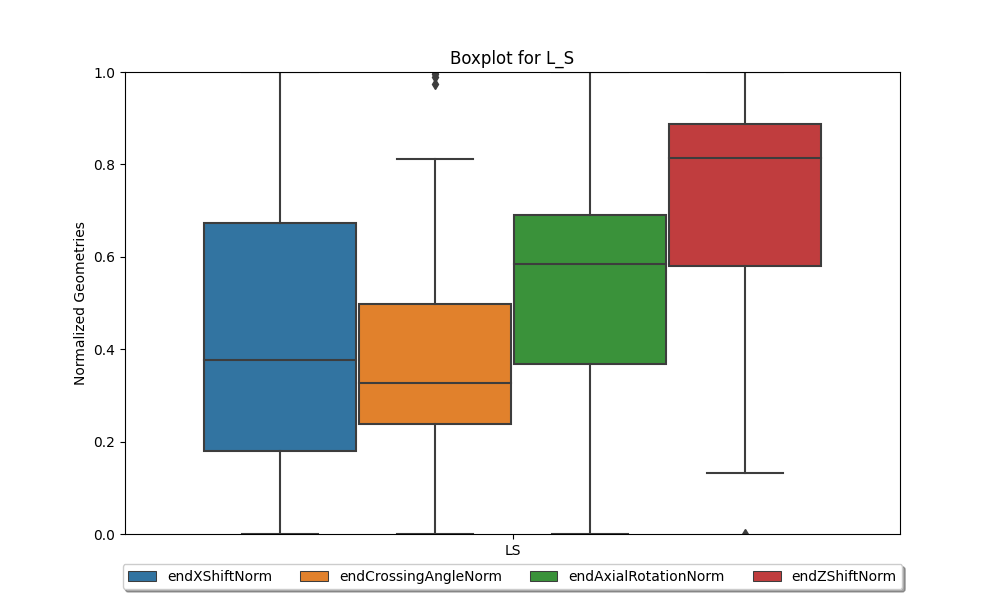 Boxplot for L_S
1.0
0.8
0.6
0.4
0.2
0.0
Normalized Geometries
LS
endXShiftNorm endCrossingAngleNorm endAxialRotationNorm endZShiftNorm